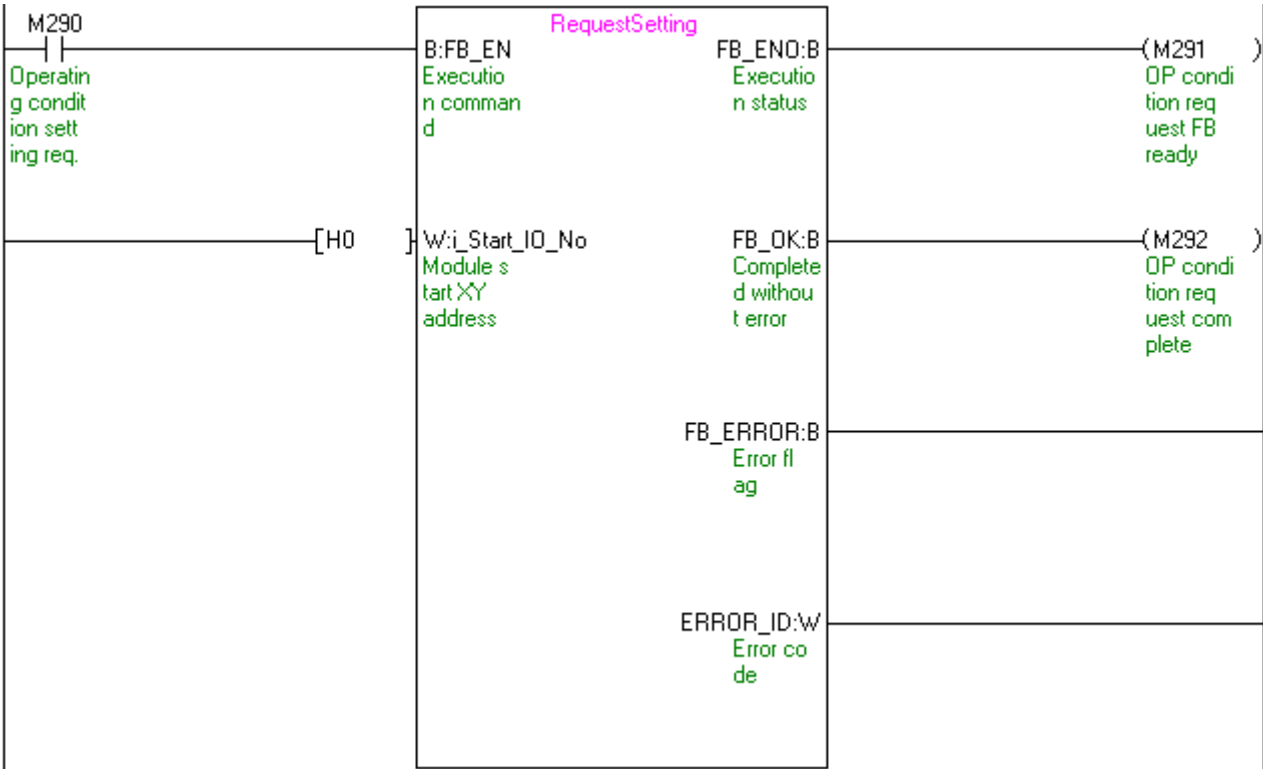 M290
Operatin
g condit
ion sett
ing req.
RequestSetting
B:FB_EN
Executio
n comman
d
FB_ENO:B
Executio
n status
(M291 )
OP condi
tion req
uest FB
ready
[H0 ]
W:i_Start_IO_No
Module s
tart XY
address
FB_OK:B
Complete
d withou
t error
(M292 )
OP condi
tion req
uest com
plete
FB_ERROR:B
Error fl
ag
ERROR_ID:W
Error co
de